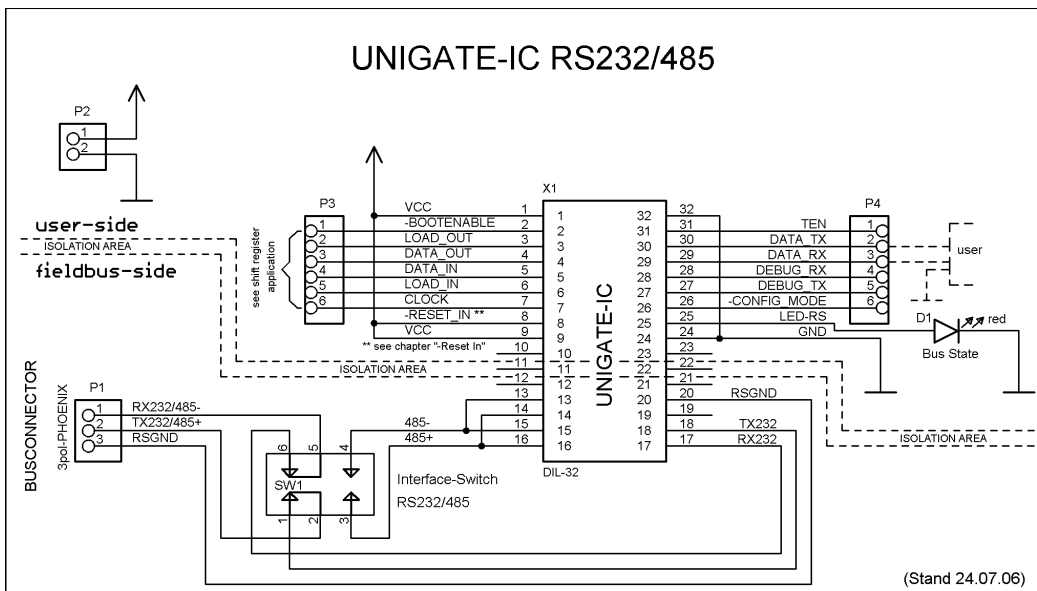 UNIGATE-IC RS232/485
P2
1
2
user-side
ISOLATION AREA
fieldbus-side
see shift register
application
P3
1
2
3
4
5
6
VCC
-BOOTENABLE
LOAD_OUT
DATA_OUT
DATA_IN
LOAD_IN
CLOCK
-RESET_IN **
VCC
** see chapter "-Reset In"
ISOLATION AREA
1
2
3
4
5
6
7
8
9
10
11
12
13
14
15
16
X1
1
2
3
4
5
6
7
8
9
10
11
12
13
14
15
16
UNIGATE-IC
32
31
30
29
28
27
26
25
24
23
22
21
20
19
18
17
DIL-32
32
31
30
29
28
27
26
25
24
23
22
21
20
19
18
17
TEN
DATA_TX
DATA_RX
DEBUG_RX
DEBUG_TX
-CONFIG_MODE
LED-RS
GND
RSGND
TX232
RX232
P4
1
2
3
4
5
6
user
D1
red
Bus State
ISOLATION AREA
BUSCONNECTOR
3pol-PHOENIX
P1
1
2
3
RX232/485-
TX232/485+
RSGND
485-
485+
6
5
4
SW1
1
2
3
Interface-Switch
RS232/485
(Stand 24.07.06)